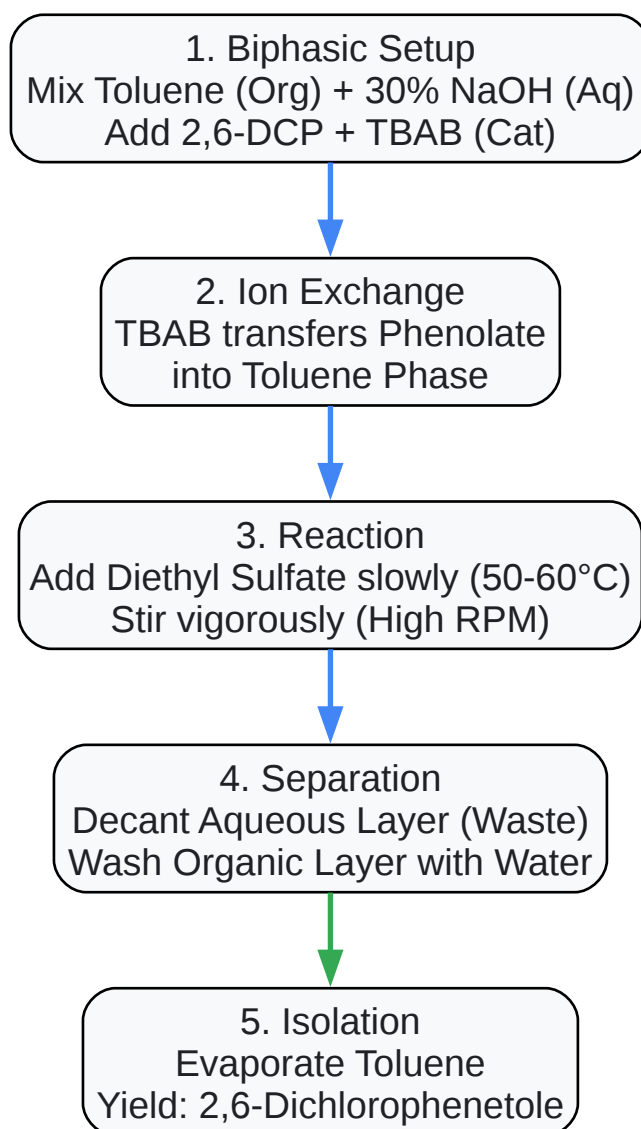 1. Biphasic Setup
Mix Toluene (Org) + 30% NaOH (Aq)
Add 2,6-DCP + TBAB (Cat)
2. Ion Exchange
TBAB transfers Phenolate
into Toluene Phase
3. Reaction
Add Diethyl Sulfate slowly (50-60°C)
Stir vigorously (High RPM)
4. Separation
Decant Aqueous Layer (Waste)
Wash Organic Layer with Water
5. Isolation
Evaporate Toluene
Yield: 2,6-Dichlorophenetole